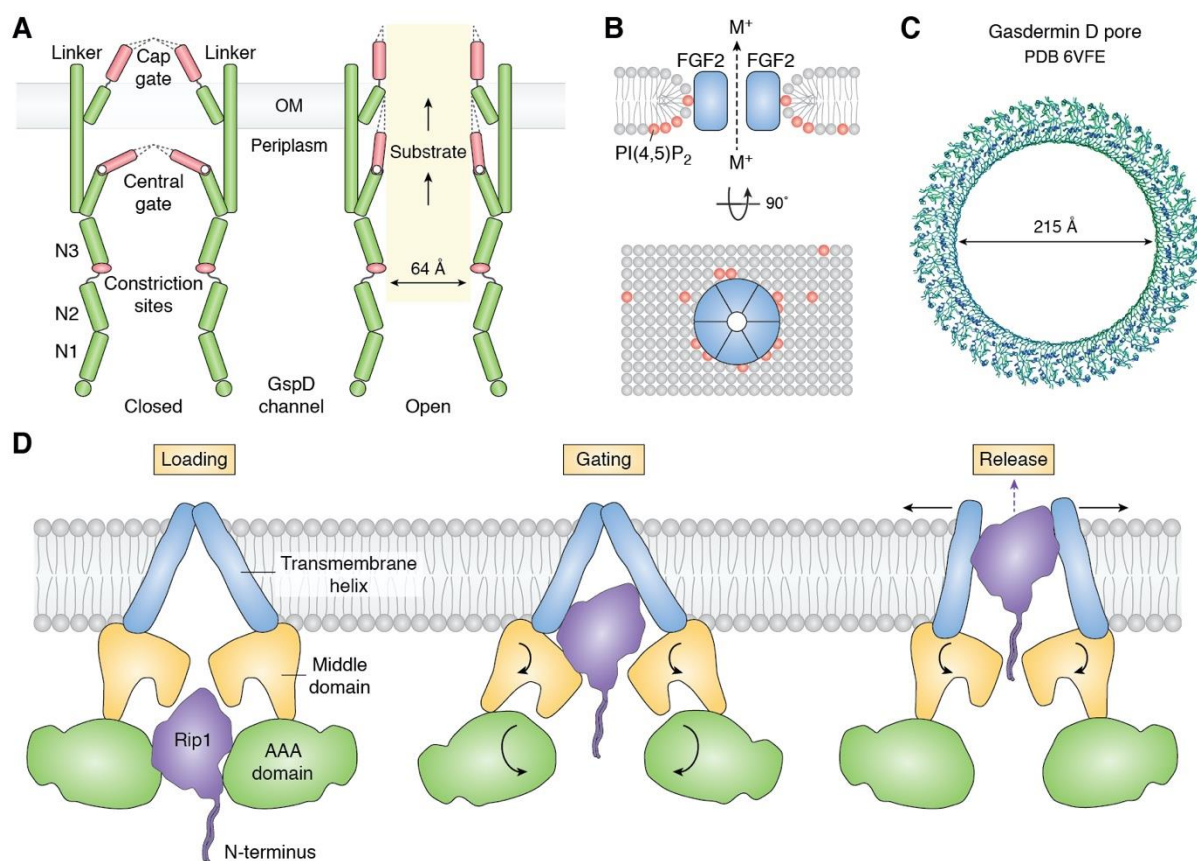 A
Linker
Cap
gate
Linker
OM
Periplasm
Substrate
Central
gate
N3
Constriction
sites
64 Å
N2
N1
Closed
GspD
channel
Open
B
M+
FGF2
FGF2
PI(4,5)P2
M+
90°
C
Gasdermin D pore
PDB 6VFE
215 Å
D
Loading
Gating
Release
Transmembrane
helix
Middle
domain
Rip1
AAA
domain
N-terminus